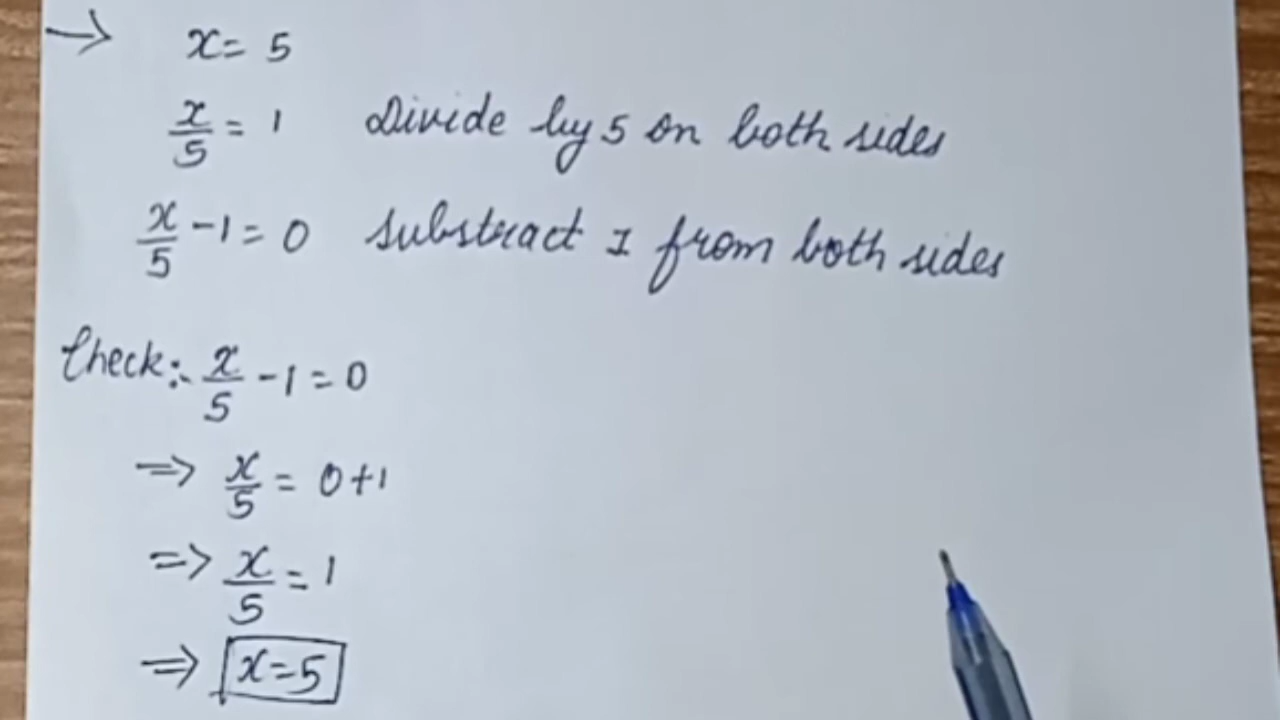 → x = 5
x/5 = 1 Divide by 5 on both sides
x/5 - 1 = 0 substract 1 from both sides
Check:- x/5 - 1 = 0
⇒ x/5 = 0+1
⇒ x/5 = 1
⇒ x=5